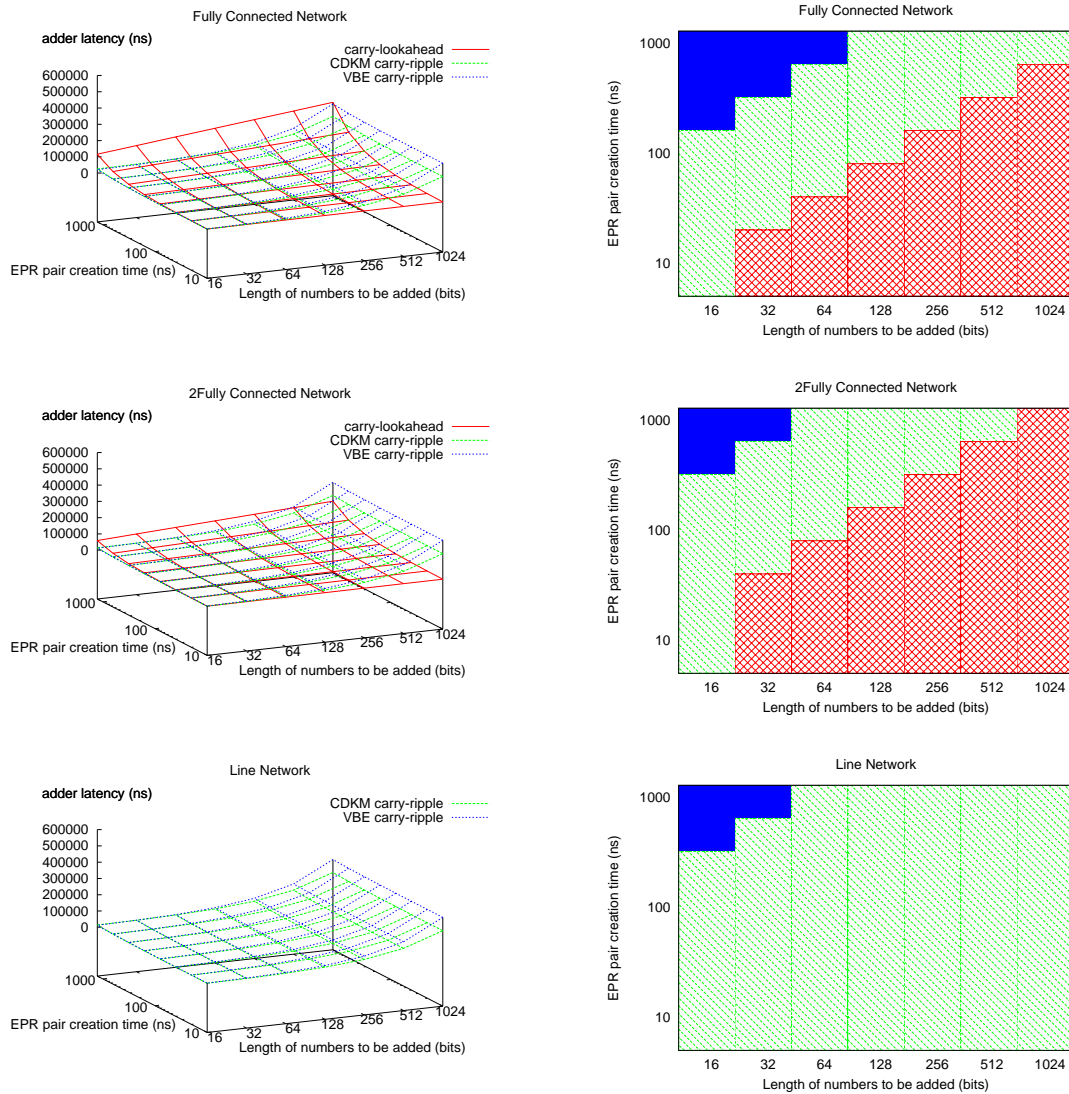 Fully Connected Network
adder latency (ns)
carry-lookahead
CDKM carry-ripple
VBE carry-ripple
600000
500000
400000
300000
200000
100000
0
1000
100
10
EPR pair creation time (ns)
16
32
64
128
256
512
1024
Length of numbers to be added (bits)
Fully Connected Network
EPR pair creation time (ns)
1000
100
10
16
32
64
128
256
512
1024
Length of numbers to be added (bits)
2Fully Connected Network
adder latency (ns)
carry-lookahead
CDKM carry-ripple
VBE carry-ripple
600000
500000
400000
300000
200000
100000
0
1000
100
10
EPR pair creation time (ns)
16
32
64
128
256
512
1024
Length of numbers to be added (bits)
2Fully Connected Network
EPR pair creation time (ns)
1000
100
10
16
32
64
128
256
512
1024
Length of numbers to be added (bits)
Line Network
adder latency (ns)
CDKM carry-ripple
VBE carry-ripple
600000
500000
400000
300000
200000
100000
0
1000
100
10
EPR pair creation time (ns)
16
32
64
128
256
512
1024
Length of numbers to be added (bits)
Line Network
EPR pair creation time (ns)
1000
100
10
16
32
64
128
256
512
1024
Length of numbers to be added (bits)